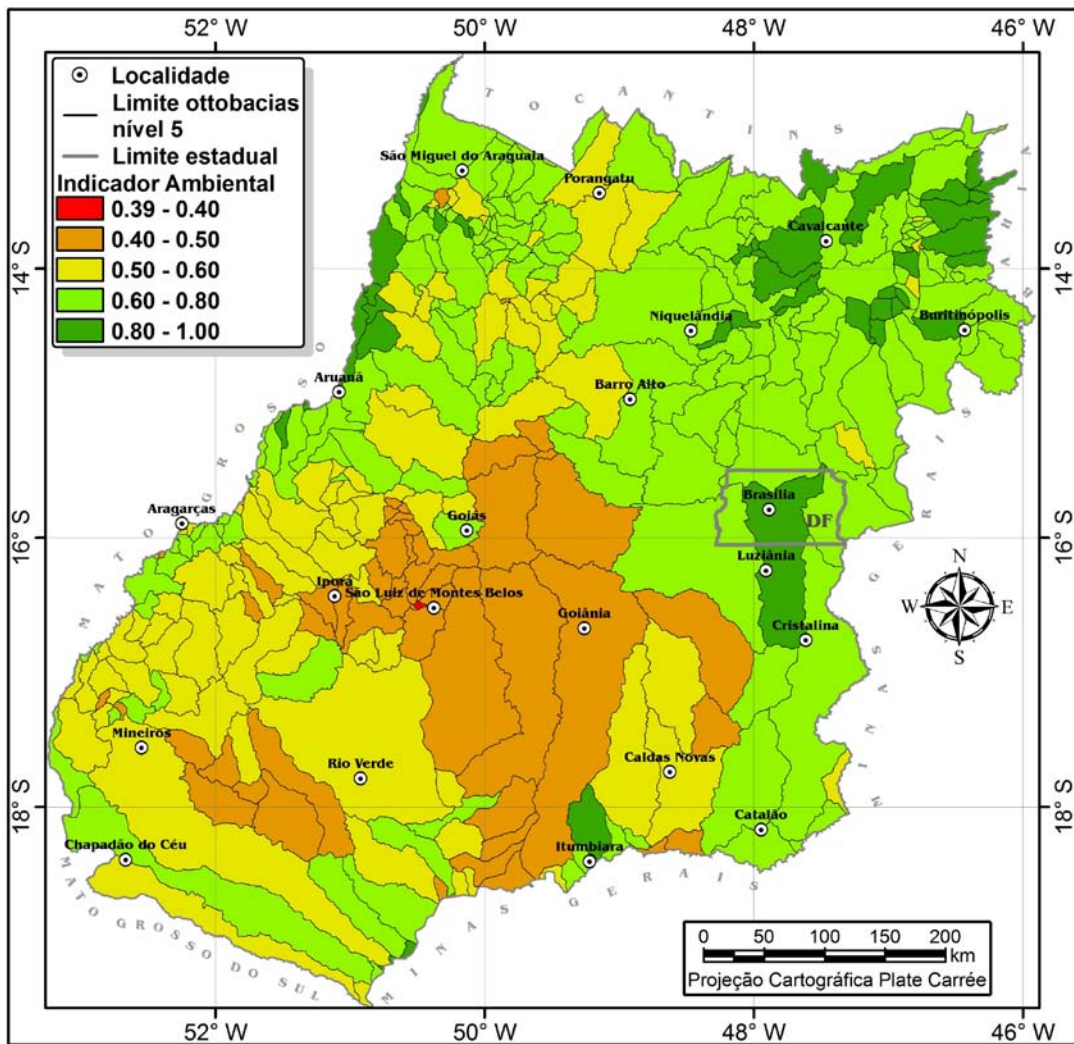 52° W 50° W 48° W 46° W
Localidade
Limite ottobacias
nível 5
Limite estadual
Indicador Ambiental
0.39 - 0.40
0.40 - 0.50
0.50 - 0.60
0.60 - 0.80
0.80 - 1.00
TOCANTINS
BAHIA
São Miguel do Araguaia
Porangatu
Cavalcante
14° S 14° S
Niquelândia
Buritinópolis
Aruanã
Barro Alto
MATO GROSSO
MINAS GERAIS
Brasília
DF
Aragarças
Goiás
16° S 16° S
Luziânia
Iporá
São Luiz de Montes Belos
Goiânia
Cristalina
N
W E
S
Mineiros
Rio Verde
Caldas Novas
18° S 18° S
Catalão
Chapadão do Céu
Itumbiara
MATO GROSSO DO SUL
MINAS GERAIS
0 50 100 150 200
km
Projeção Cartográfica Plate Carrée
52° W 50° W 48° W 46° W